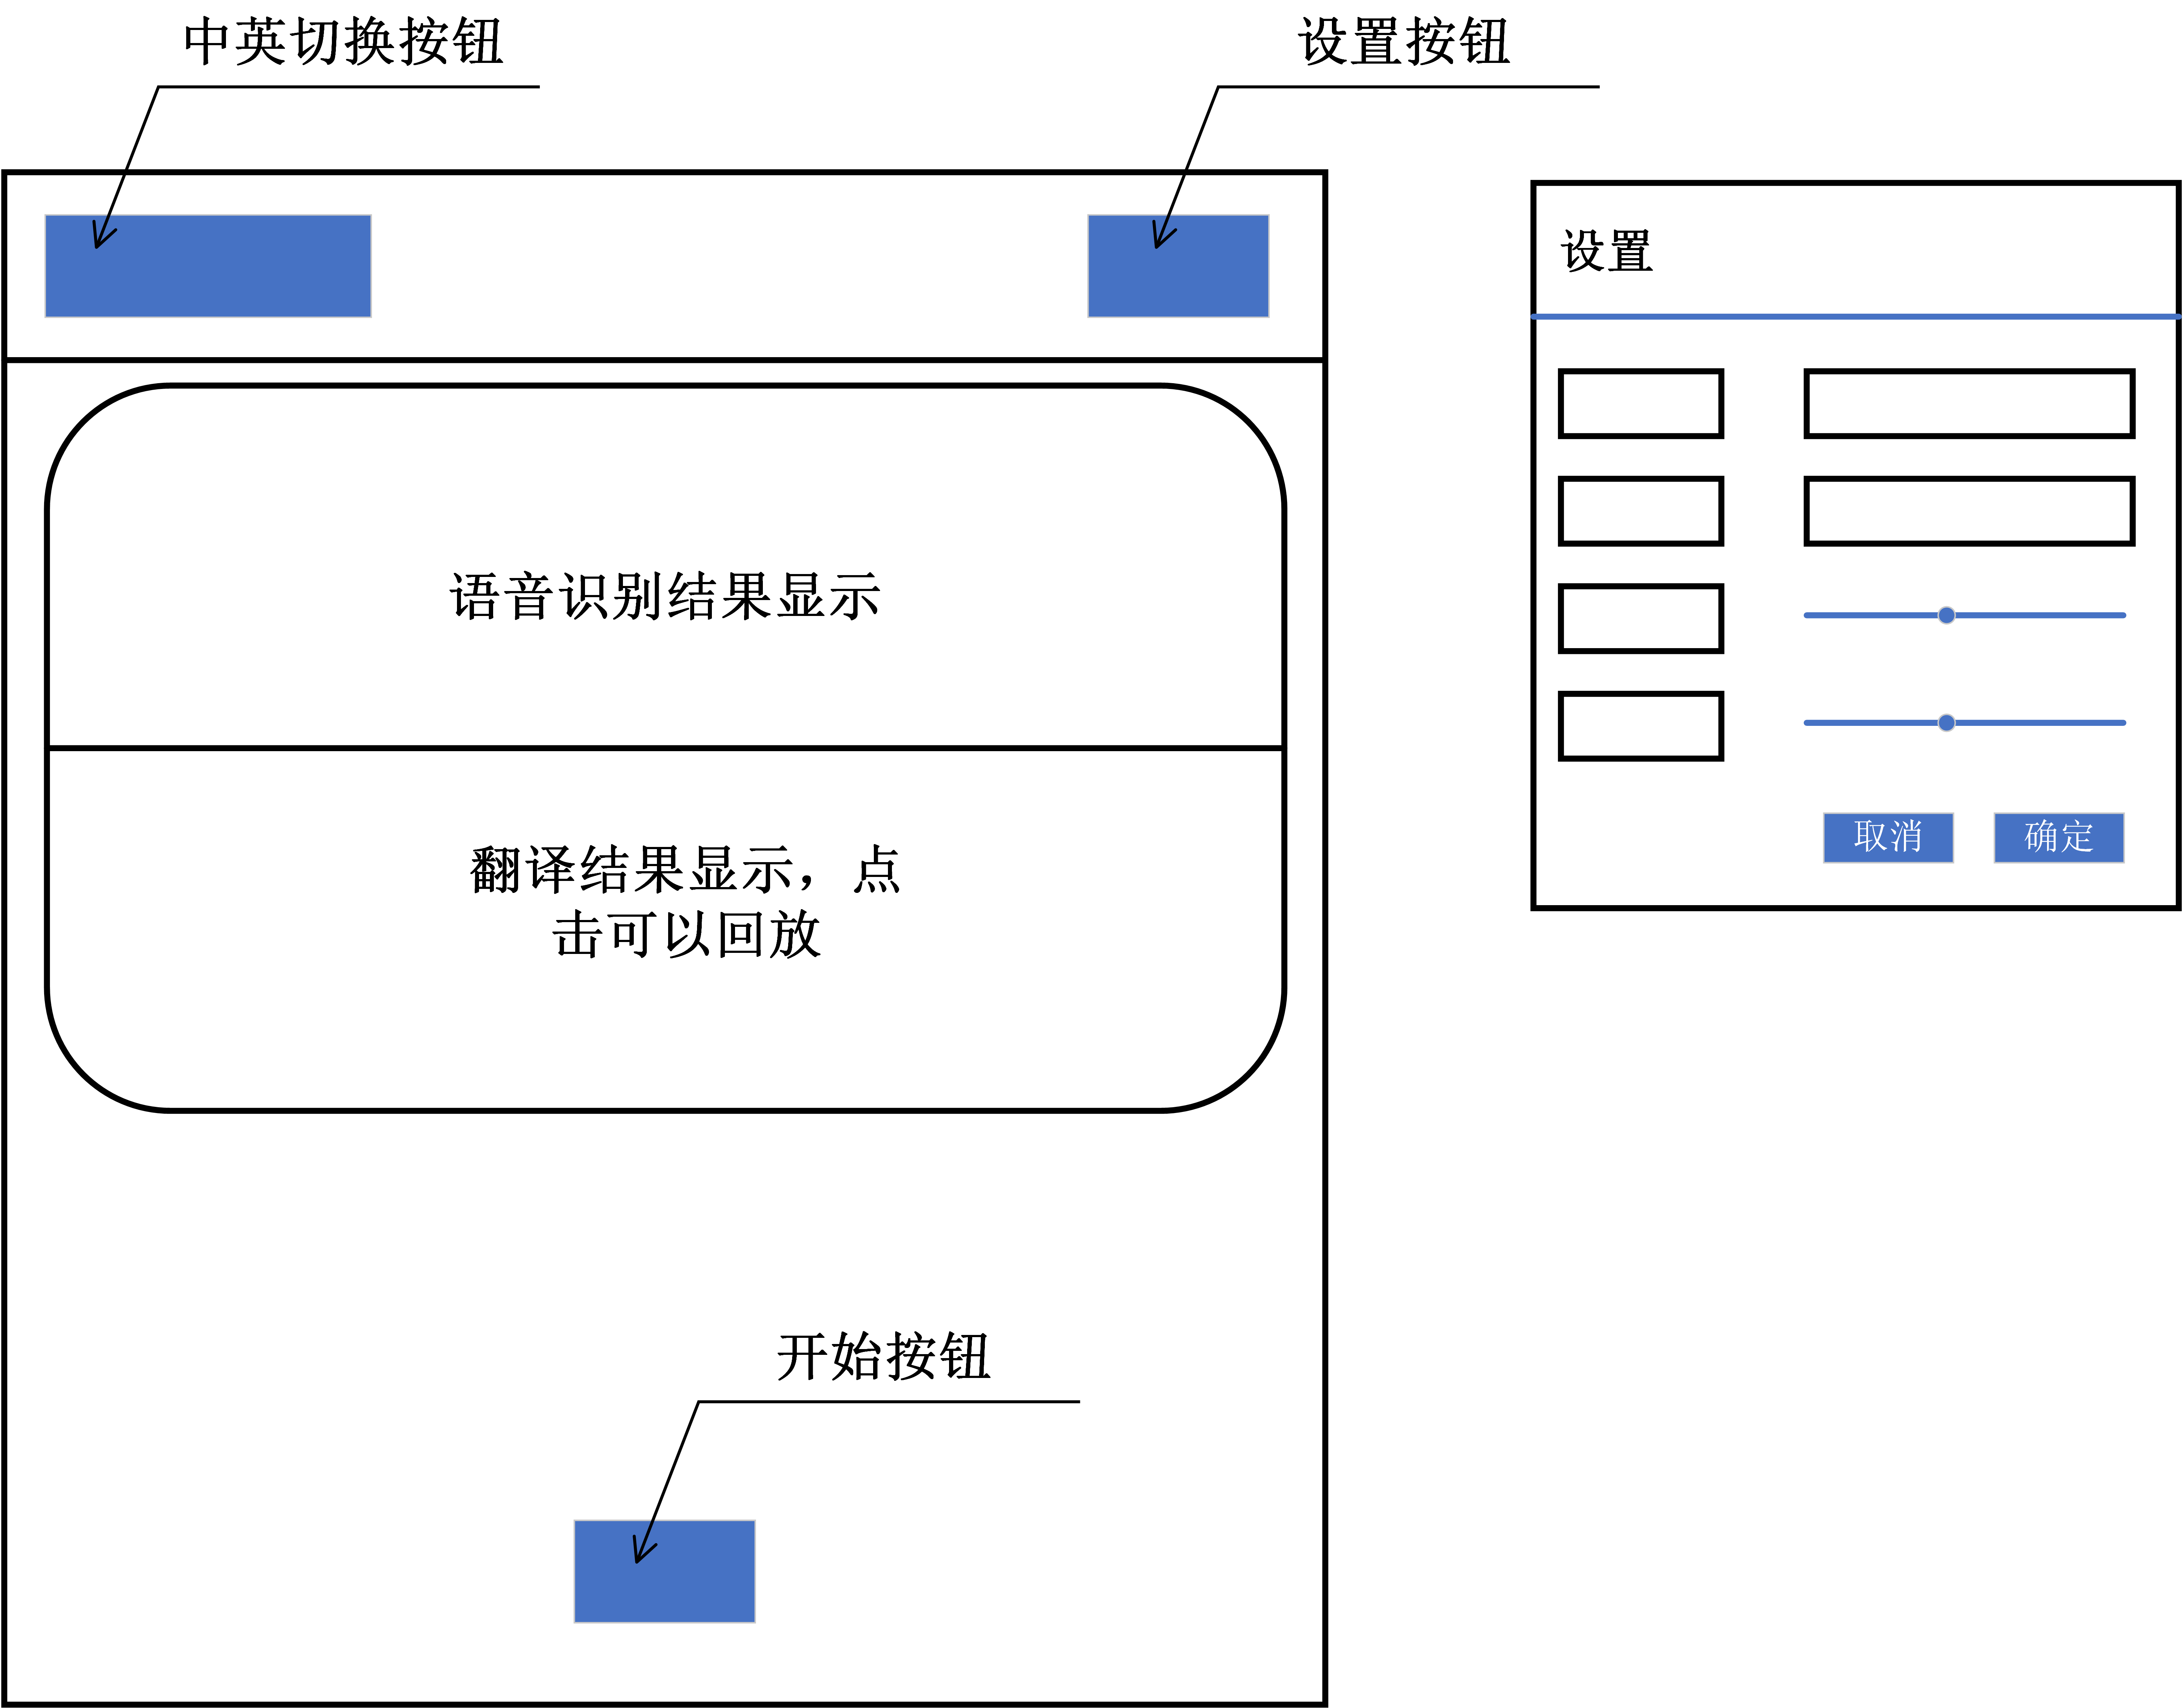 中英切换按钮
设置按钮
设置
语音识别结果显示
翻译结果显示，点
击可以回放
取消
确定
开始按钮